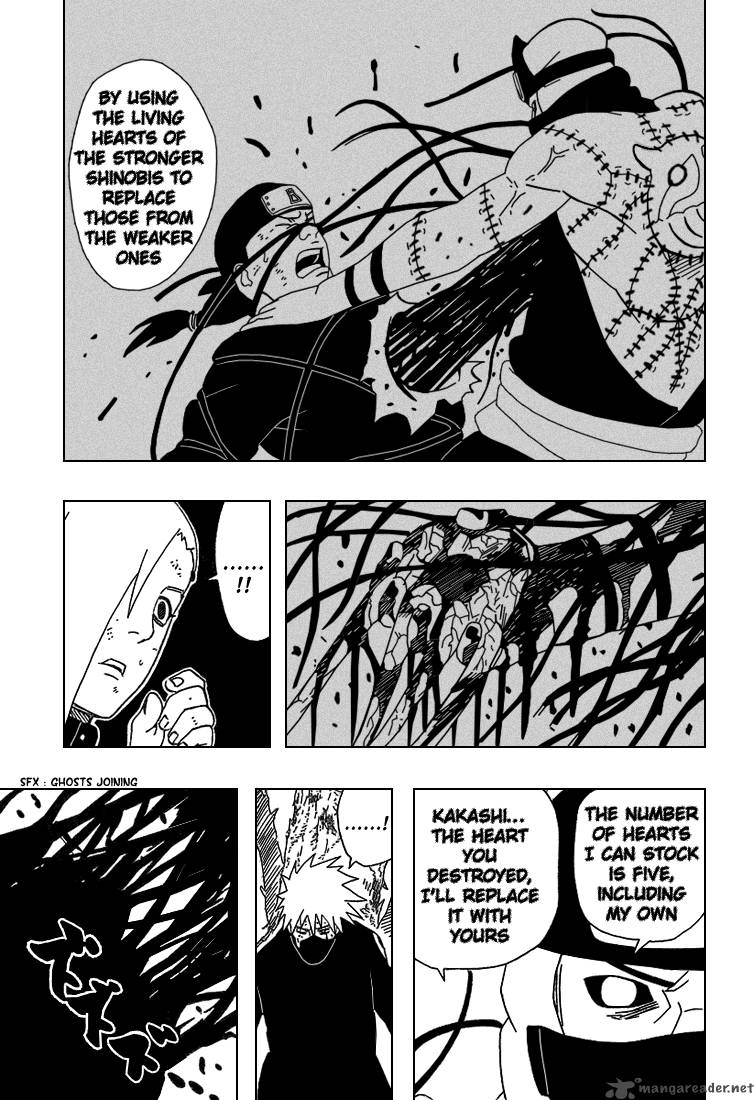 BY USING
THE LIVING
HEARTS OF
THE STRONGER
SHINOBIS TO
REPLACE
THOSE FROM
THE WEAKER
ONES
.......
!!
THE NUMBER
OF HEARTS
I CAN STOCK
IS FIVE,
INCLUDING
MY OWN
KAKASHI...
THE HEART
YOU
DESTROYED,
I'LL REPLACE
IT WITH
YOURS
......!
SFX : GHOSTS JOINING
mangareader.net